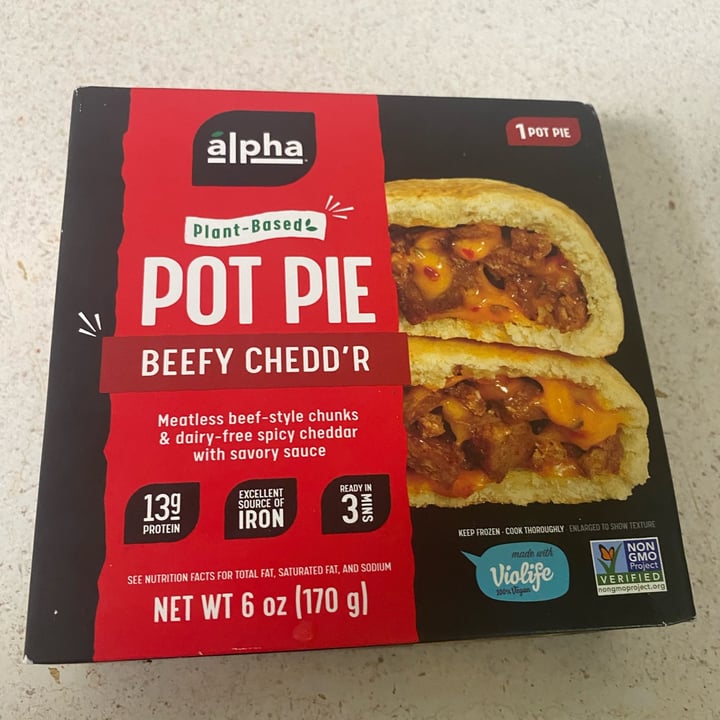 alpha
1 POT PIE
Plant-Based
POT PIE
BEEFY CHEDD'R
Meatless beef-style chunks
& dairy-free spicy cheddar
with savory sauce
13g
PROTEIN
EXCELLENT
SOURCE OF
IRON
READY IN
3 MINS
KEEP FROZEN · COOK THOROUGHLY ENLARGED TO SHOW TEXTURE
made with
Violife
100% Vegan
NON
GMO
Project
VERIFIED
nongmoproject.org
SEE NUTRITION FACTS FOR TOTAL FAT, SATURATED FAT, AND SODIUM
NET WT 6 oz (170 g)